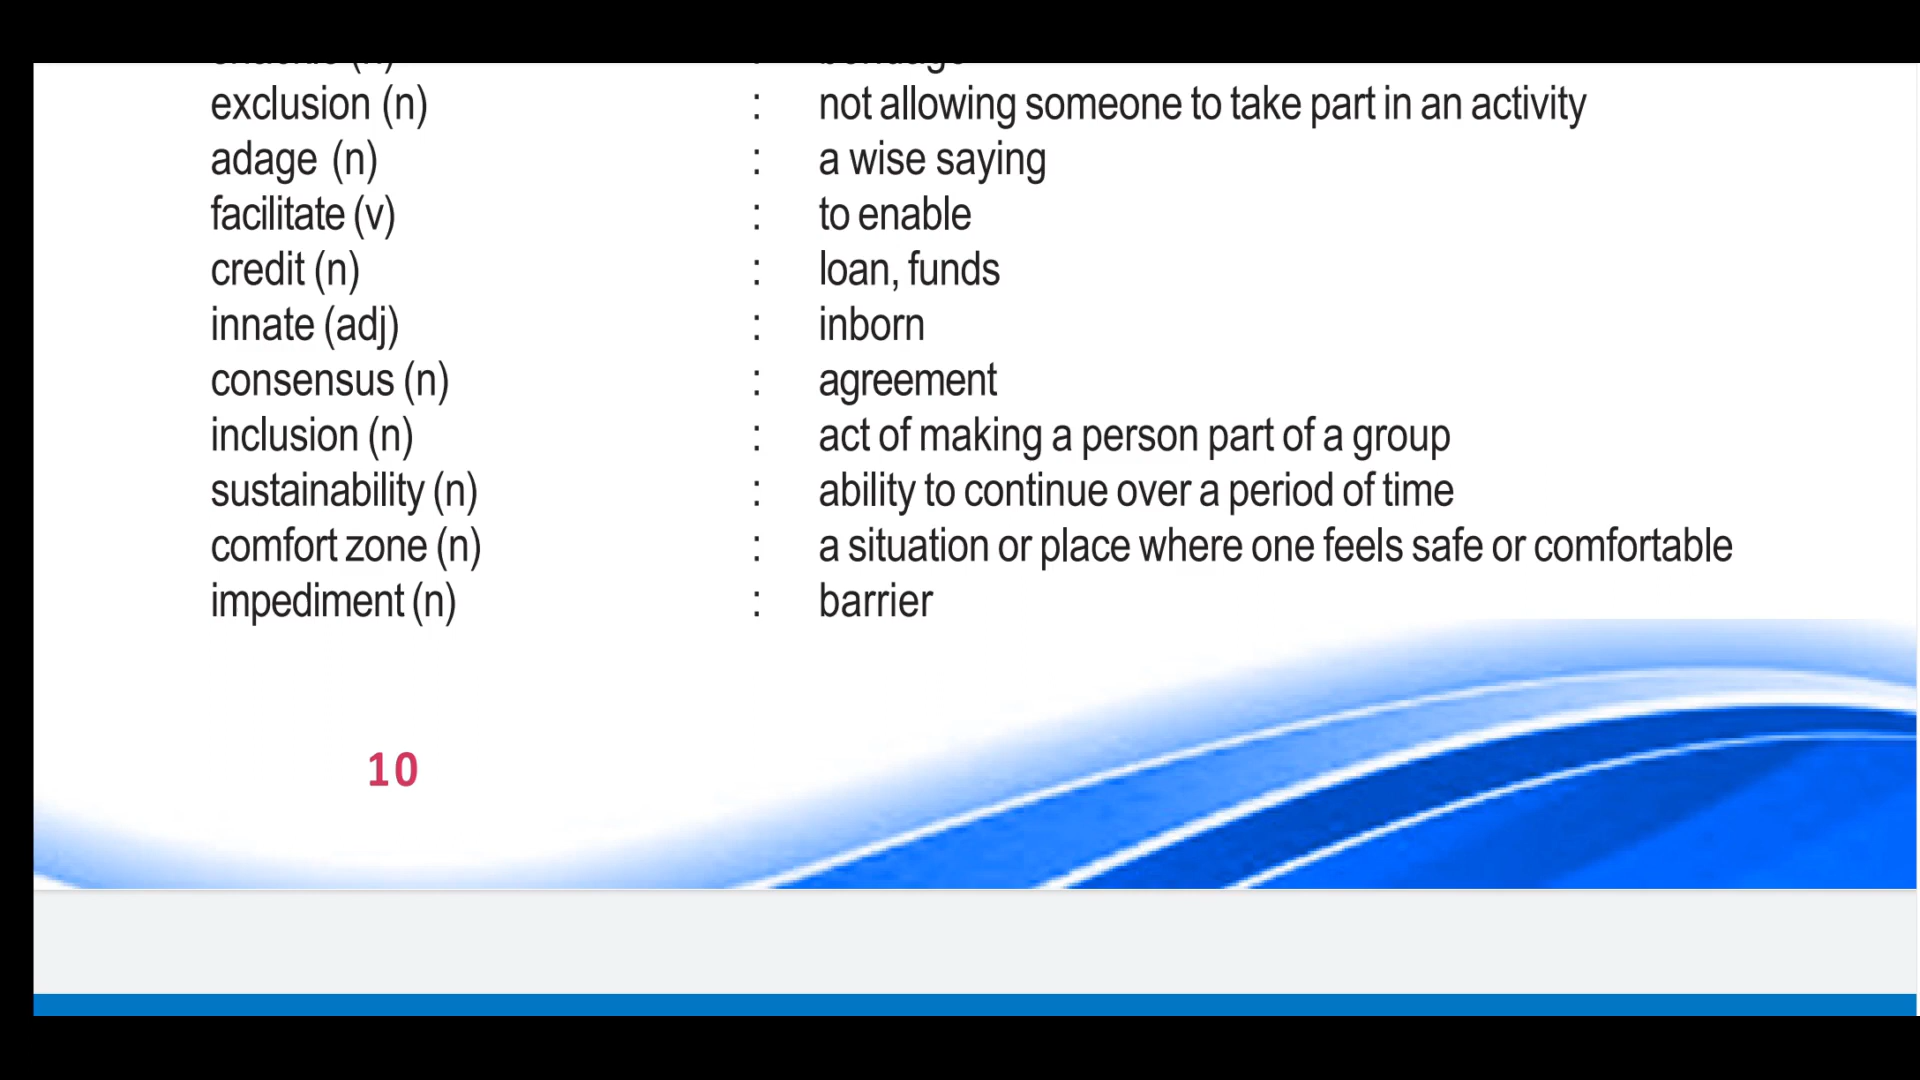 exclusion (n) : not allowing someone to take part in an activity
adage (n) : a wise saying
facilitate (v) : to enable
credit (n) : loan, funds
innate (adj) : inborn
consensus (n) : agreement
inclusion (n) : act of making a person part of a group
sustainability (n) : ability to continue over a period of time
comfort zone (n) : a situation or place where one feels safe or comfortable
impediment (n) : barrier
10